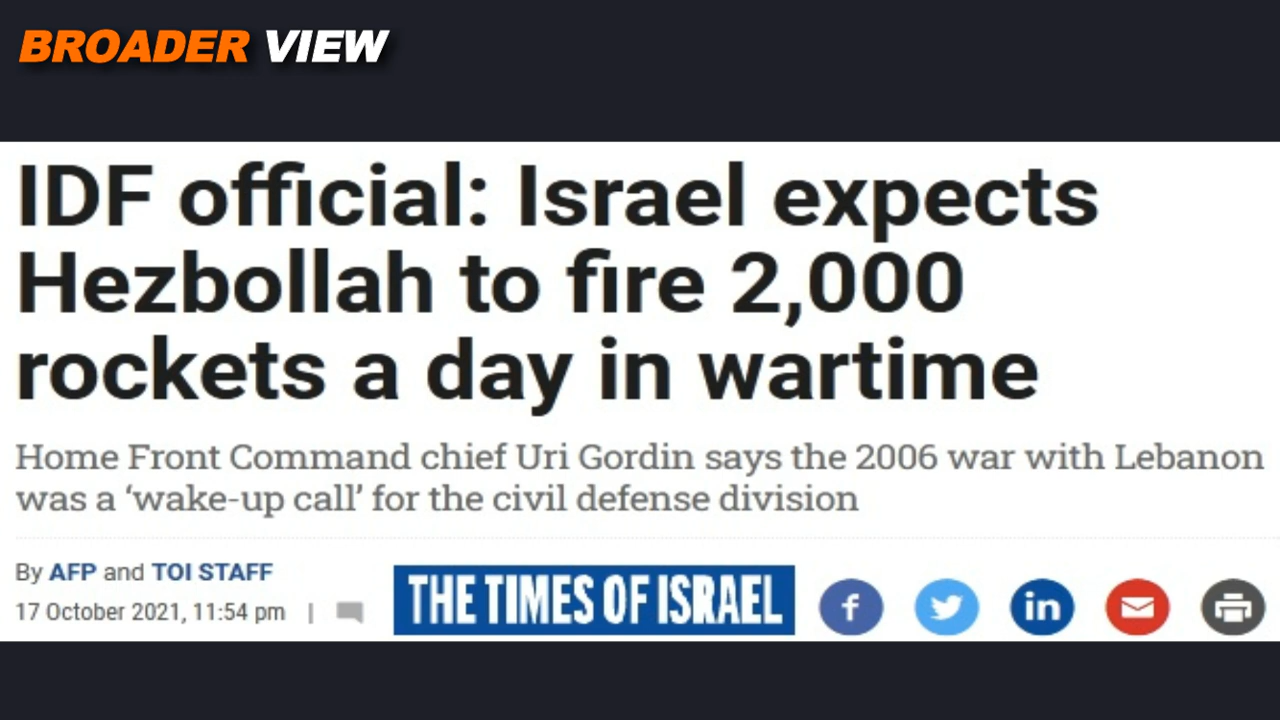 BROADER VIEW
IDF official: Israel expects
Hezbollah to fire 2,000
rockets a day in wartime
Home Front Command chief Uri Gordin says the 2006 war with Lebanon
was a ‘wake-up call’ for the civil defense division
By AFP and TOI STAFF
17 October 2021, 11:54 pm |
THE TIMES OF ISRAEL
f
in